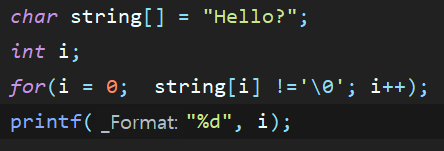 char string[] = "Hello?";
int i;
for(i = 0;  string[i] !='\0'; i++);
printf( _Format: "%d", i);